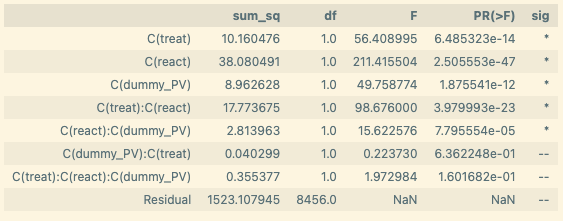 sum_sq df F PR(>F) sig
C(treat) 10.160476 1.0 56.408995 6.485323e-14 *
C(react) 38.080491 1.0 211.415504 2.505553e-47 *
C(dummy_PV) 8.962628 1.0 49.758774 1.875541e-12 *
C(treat):C(react) 17.773675 1.0 98.676000 3.979993e-23 *
C(react):C(dummy_PV) 2.813963 1.0 15.622576 7.795554e-05 *
C(dummy_PV):C(treat) 0.040299 1.0 0.223730 6.362248e-01 --
C(treat):C(react):C(dummy_PV) 0.355377 1.0 1.972984 1.601682e-01 --
Residual 1523.107945 8456.0 NaN NaN --